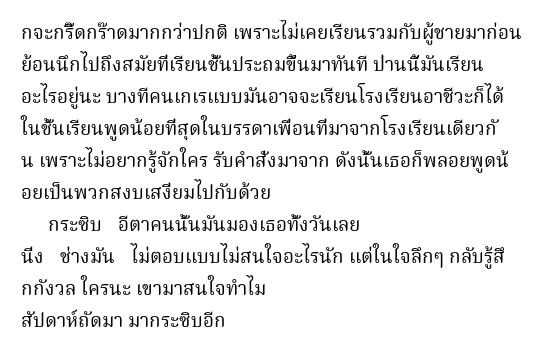 กจะกรี๊ดกร๊าดมากกว่าปกติ เพราะไม่เคยเรียนรวมกับผู้ชายมาก่อน
ย้อนนึกไปถึงสมัยที่เรียนชั้นประถมขึ้นมาทันที ป่านนี้มันเรียน
อะไรอยู่นะ บางทีคนเกเรแบบมันอาจจะเรียนโรงเรียนอาชีวะก็ได้
ในชั้นเรียนพูดน้อยที่สุดในบรรดาเพื่อนที่มาจากโรงเรียนเดียวกั
น เพราะไม่อยากรู้จักใคร รับคำสั่งมาจาก ดังนั้นเธอก็พลอยพูดน้
อยเป็นพวกสงบเสงี่ยมไปกับด้วย
กระซิบ อีตาคนนั้นมันมองเธอทั้งวันเลย
นี่ง ช่างมัน ไม่ตอบแบบไม่สนใจอะไรนัก แต่ในใจลึกๆ กลับรู้สึ
กกังวล ใครนะ เขามาสนใจทำไม
สัปดาห์ถัดมา มากระซิบอีก